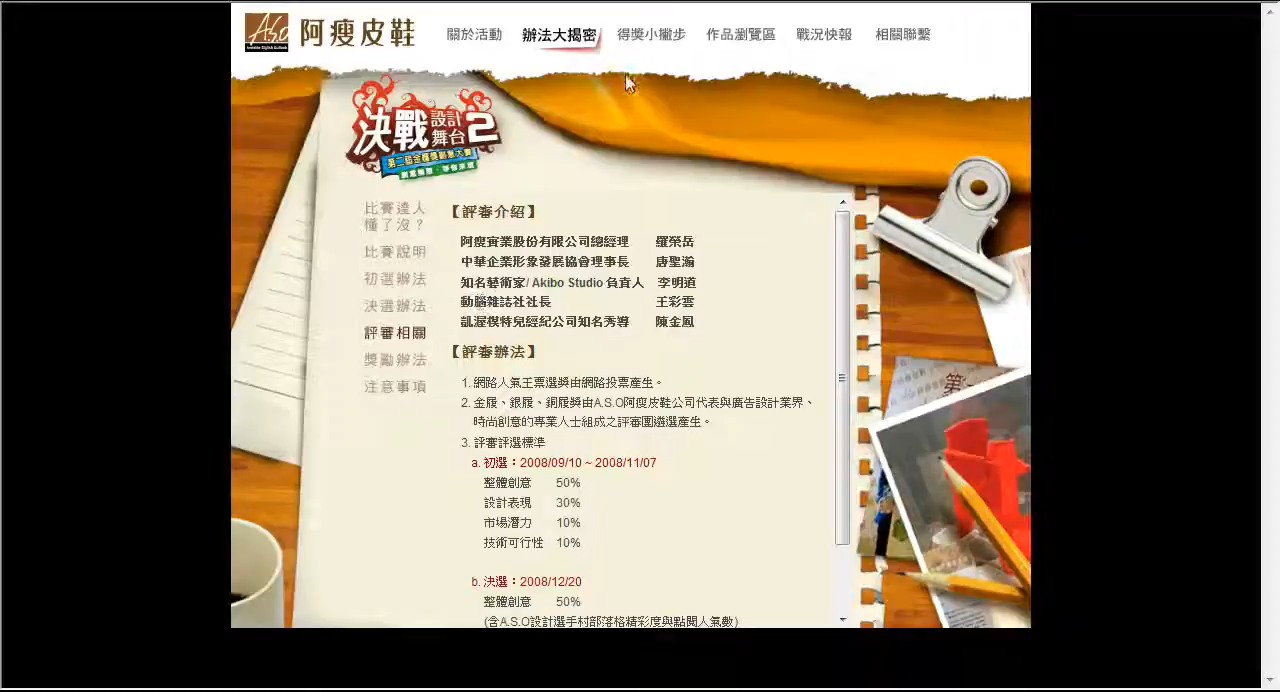 A.S.O
阿瘦皮鞋
關於活動 辦法大揭密 得獎小撇步 作品瀏覽區 戰況快報 相關聯繫
決戰設計舞台2
第二屆金履獎創意大賽
比賽達人
懂了沒？
比賽說明
初選辦法
決選辦法
評審相關
獎勵辦法
注意事項
【評審介紹】
阿瘦實業股份有限公司總經理 羅榮岳
中華企業形象發展協會理事長 唐聖瀚
知名藝術家/ Akibo Studio 負責人 李明道
動腦雜誌社社長 王彩雲
凱渥模特兒經紀公司知名秀導 陳金鳳
【評審辦法】
1. 網路人氣王票選獎由網路投票產生。
2. 金履、銀履、銅履獎由A.S.O阿瘦皮鞋公司代表與廣告設計業界、
時尚創意的專業人士組成之評審團遴選產生。
3. 評審評選標準
a. 初選：2008/09/10 ~ 2008/11/07
整體創意 50%
設計表現 30%
市場潛力 10%
技術可行性 10%
b. 決選：2008/12/20
整體創意 50%
(含A.S.O設計選手村部落格精彩度與點閱人氣數)
第一